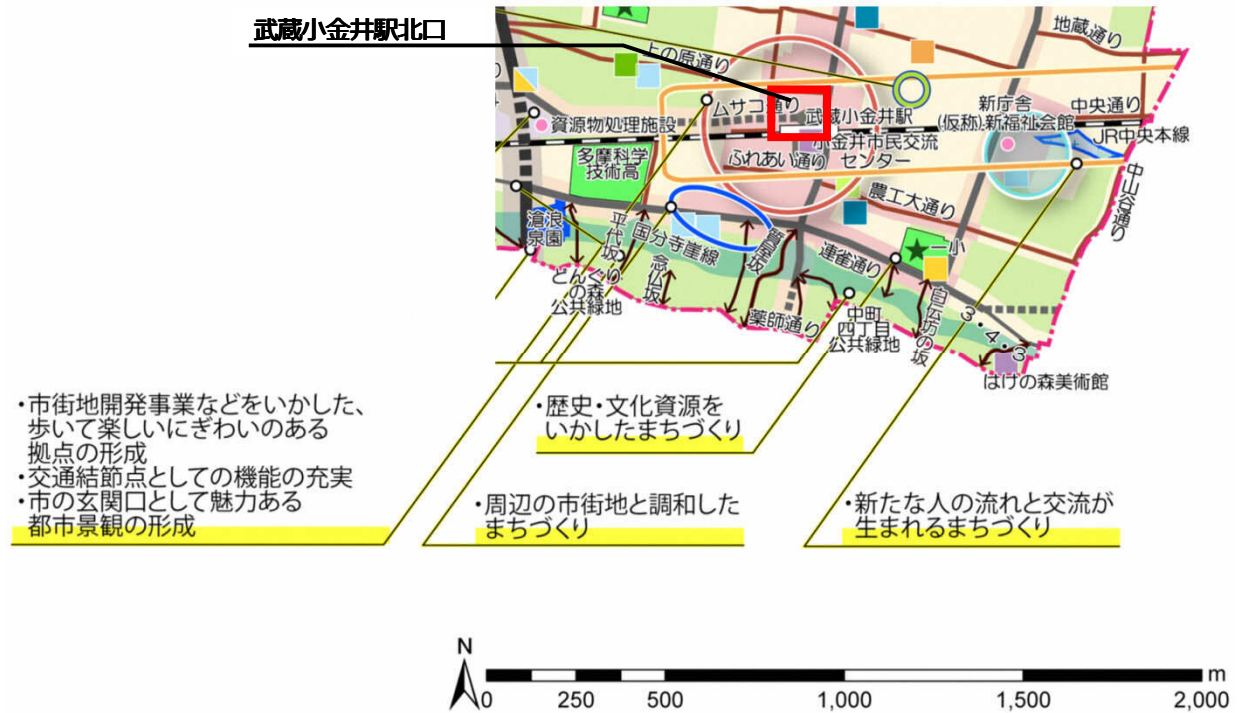 武蔵小金井駅北口
地蔵通り
上の原通り
ムサコ通り
武蔵小金井駅
新庁舎
(仮称)新福祉会館
中央通り
JR中央本線
資源物処理施設
小金井市民交流
センター
ふれあい通り
多摩科学
技術高
農工大通り
中山谷通り
滄浪
泉園
平代坂
国分寺崖線
質屋坂
連雀通り
一小
どんぐり
の森
公共緑地
念仏坂
薬師通り
中町
四丁目
公共緑地
白伝坊の坂
3・4・3
はけの森美術館
・市街地開発事業などをいかした、
歩いて楽しいにぎわいのある
拠点の形成
・交通結節点としての機能の充実
・市の玄関口として魅力ある
都市景観の形成
・歴史・文化資源を
いかしたまちづくり
・周辺の市街地と調和した
まちづくり
・新たな人の流れと交流が
生まれるまちづくり
N
0 250 500 1,000 1,500 2,000
m